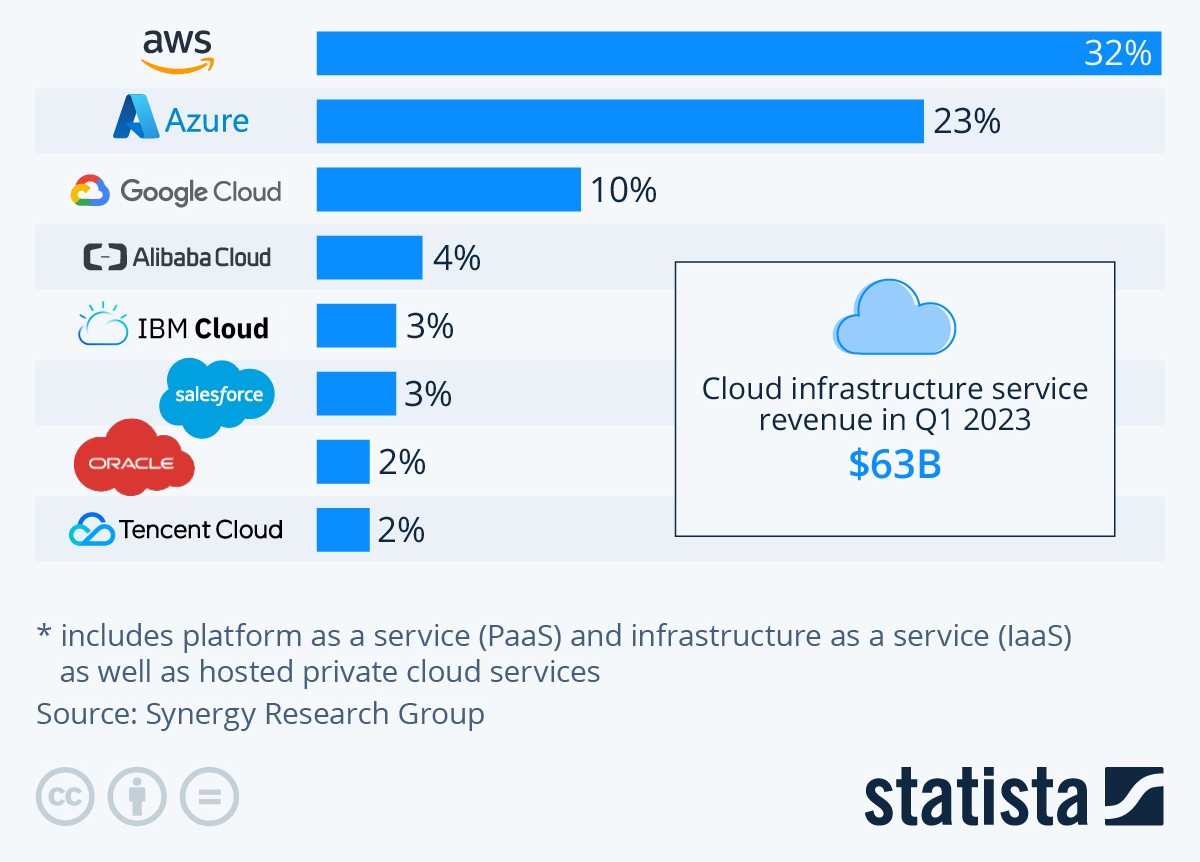 aws
32%
Azure
23%
Google Cloud
10%
Alibaba Cloud
4%
IBM Cloud
3%
salesforce
3%
ORACLE
2%
Tencent Cloud
2%
Cloud infrastructure service
revenue in Q1 2023
$63B
* includes platform as a service (PaaS) and infrastructure as a service (IaaS)
as well as hosted private cloud services
Source: Synergy Research Group
cc
statista